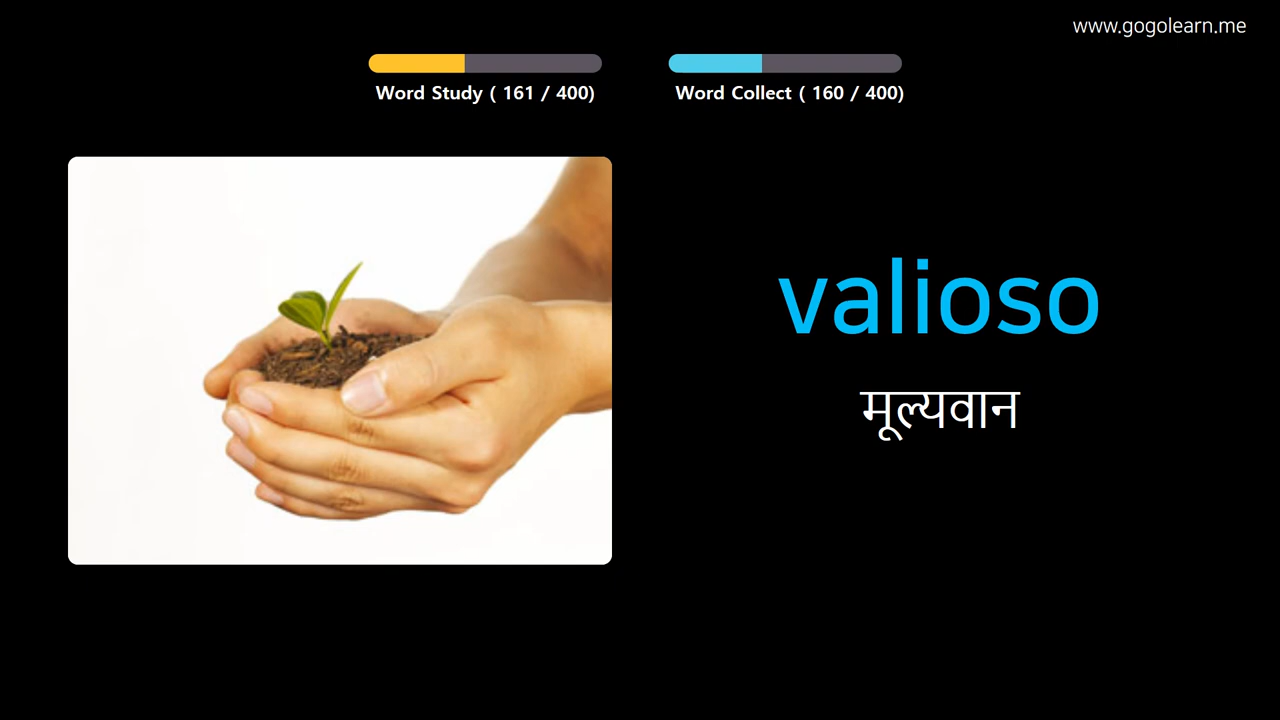 www.gogolearn.me
Word Study ( 161 / 400)
Word Collect ( 160 / 400)
valioso
मूल्यवान